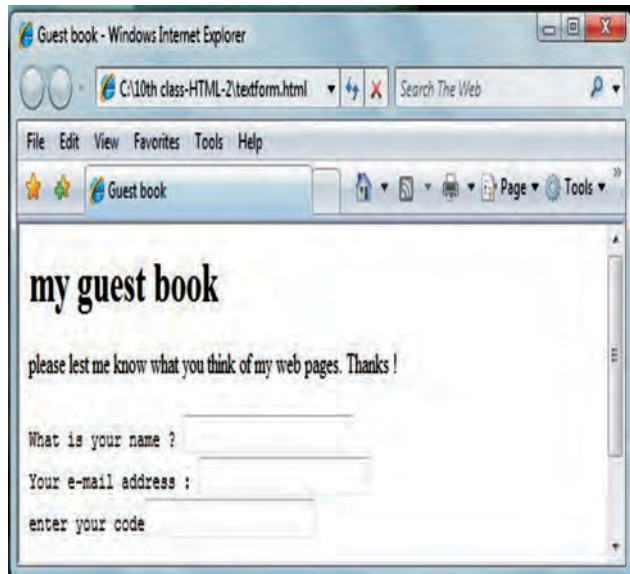 Guest book - Windows Internet Explorer
C:\10th class-HTML-2\textform.html Search The Web
File Edit View Favorites Tools Help
Guest book Page Tools
my guest book
please lest me know what you think of my web pages. Thanks !
What is your name ?
Your e-mail address :
enter your code